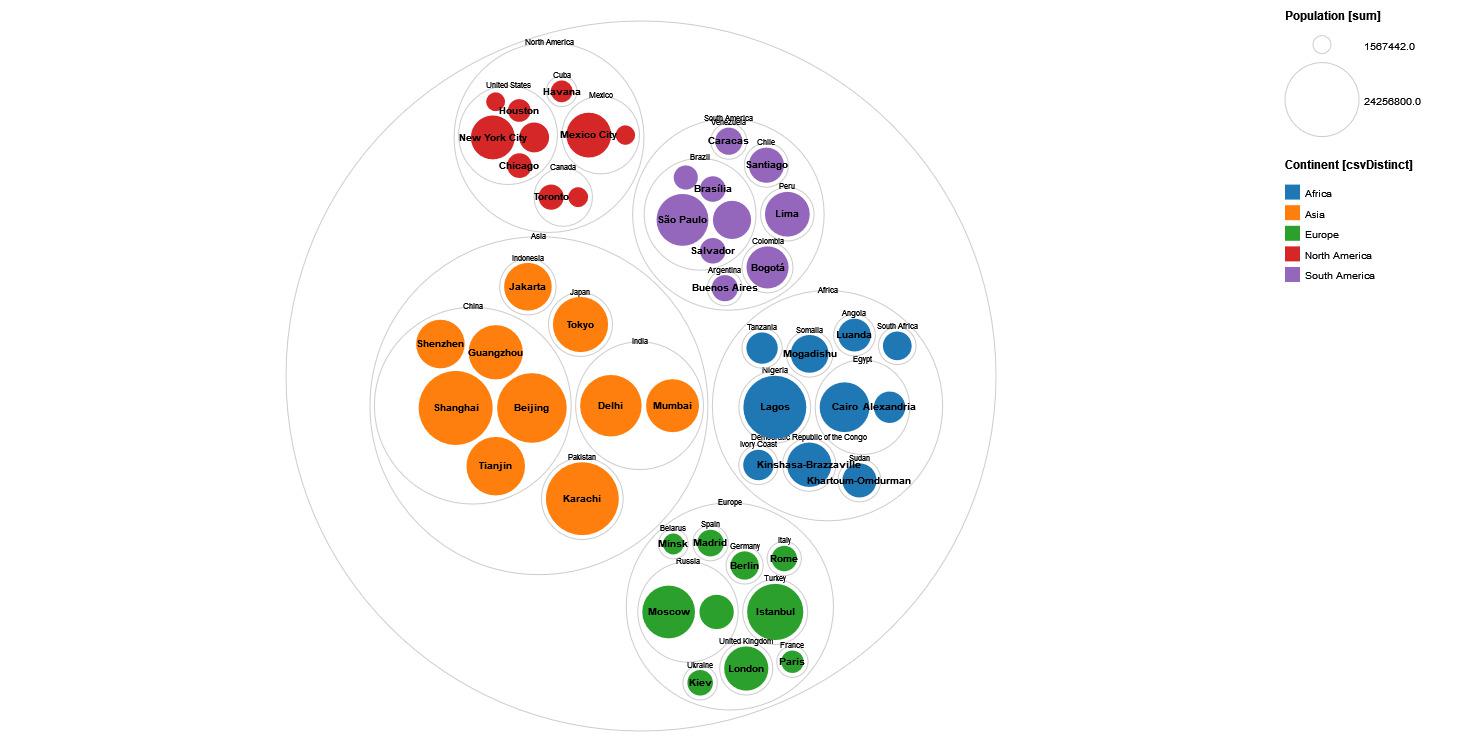 Population [sum]
1567442.0
24256800.0
Continent [csvDistinct]
Africa
Asia
Europe
North America
South America
North America
Cuba
Havana
United States
Houston
New York City
Chicago
Mexico
Mexico City
Canada
Toronto
South America
Venezuela
Caracas
Chile
Santiago
Brazil
Brasília
São Paulo
Salvador
Peru
Lima
Colombia
Bogotá
Argentina
Buenos Aires
Asia
Indonesia
Jakarta
Japan
Tokyo
China
Shenzhen
Guangzhou
Shanghai
Beijing
Tianjin
India
Delhi
Mumbai
Pakistan
Karachi
Africa
Tanzania
Somalia
Mogadishu
Angola
Luanda
South Africa
Egypt
Cairo
Alexandria
Nigeria
Lagos
Democratic Republic of the Congo
Kinshasa-Brazzaville
Ivory Coast
Sudan
Khartoum-Omdurman
Europe
Belarus
Minsk
Spain
Madrid
Germany
Berlin
Italy
Rome
Russia
Moscow
Turkey
Istanbul
United Kingdom
London
France
Paris
Ukraine
Kiev